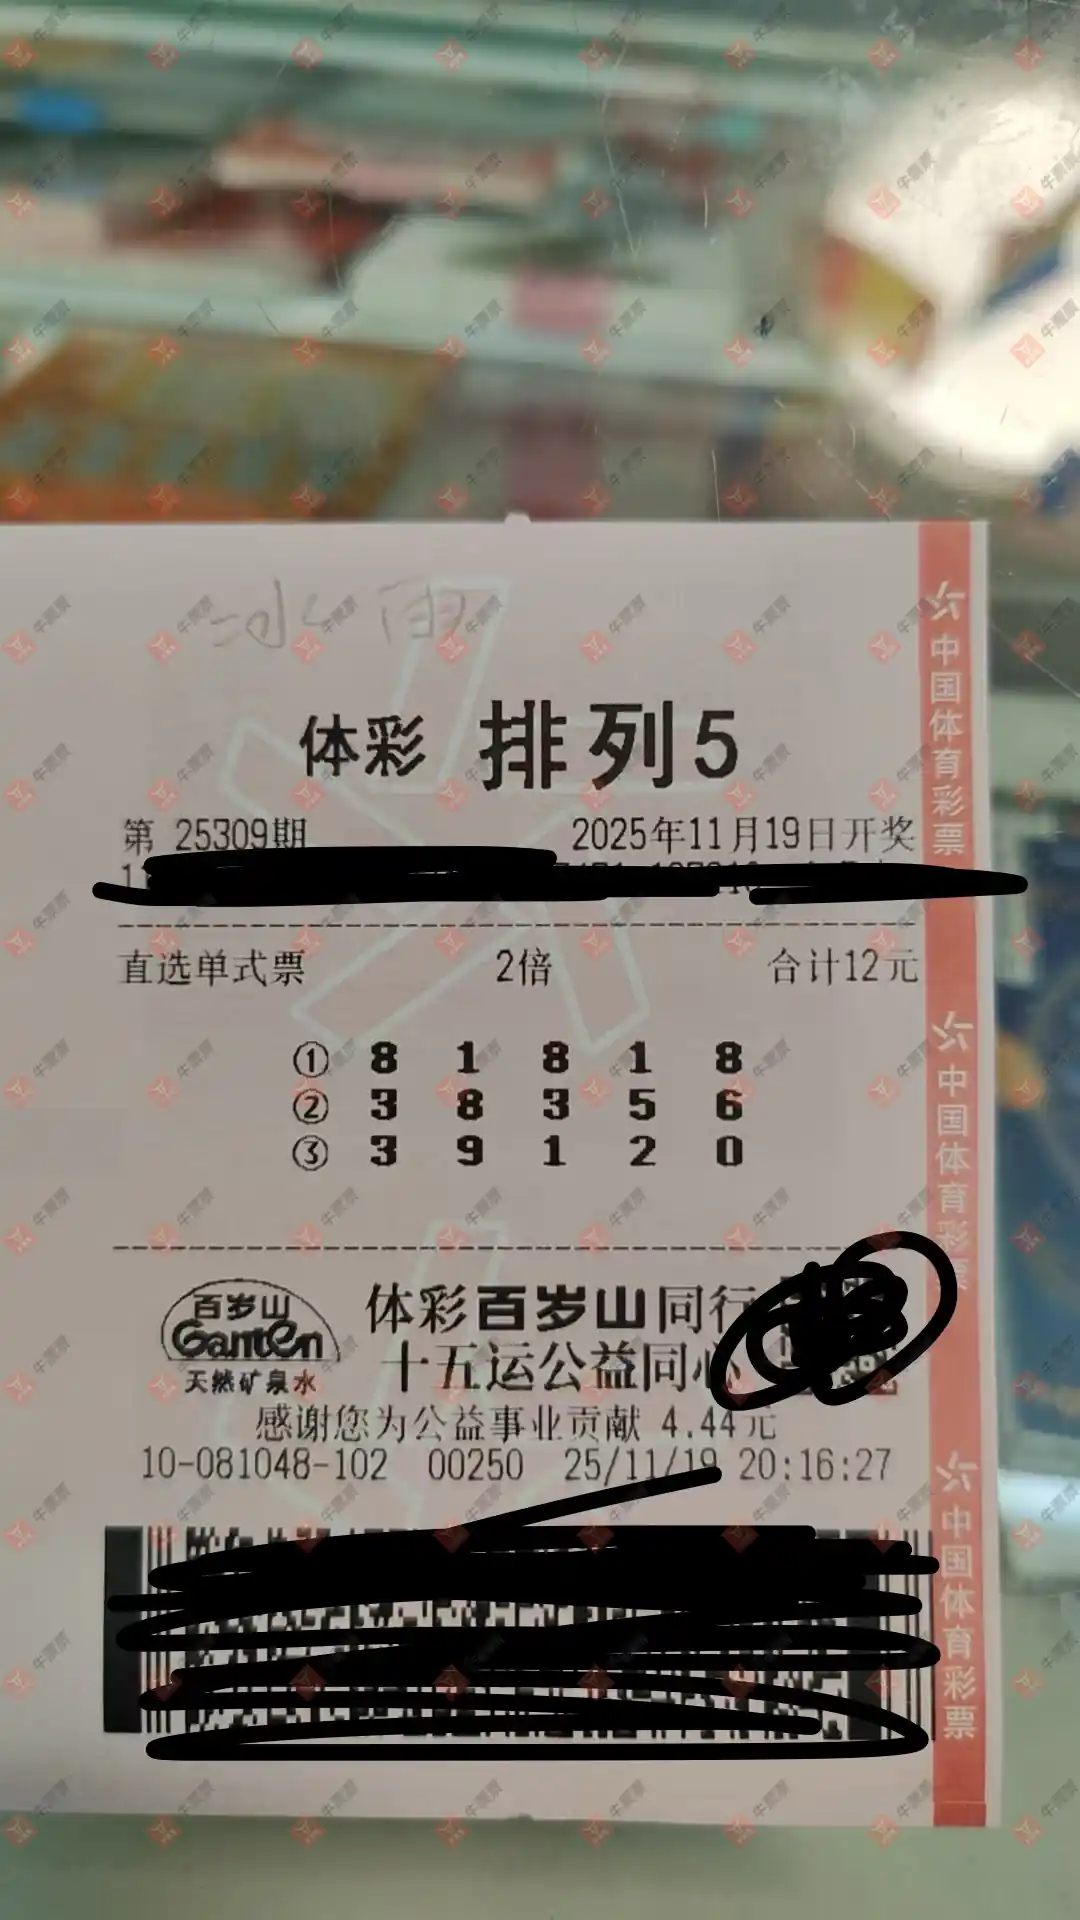 冰雨
体彩 排列5
第 25309期 2025年11月19日开奖
直选单式票 2倍 合计12元
① 8 1 8 1 8
② 3 8 3 5 6
③ 3 9 1 2 0
百岁山
Ganten
天然矿泉水
体彩百岁山同行
十五运公益同心
感谢您为公益事业贡献 4.44元
10-081048-102 00250 25/11/19 20:16:27
中国体育彩票
中国体育彩票
中国体育彩票
牛票票